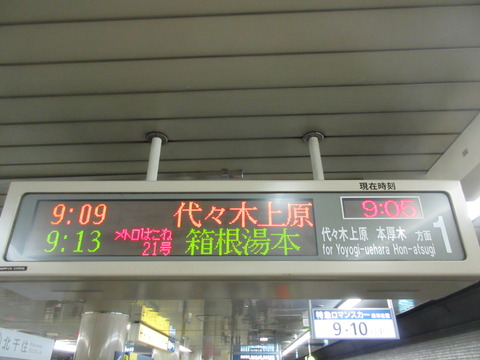 現在時刻
9:09 代々木上原
9:05
9:13 メトロはこね21号 箱根湯本
代々木上原 本厚木 方面
for Yoyogi-uehara Hon-atsugi
1
北千住
特急ロマンスカー
9・10